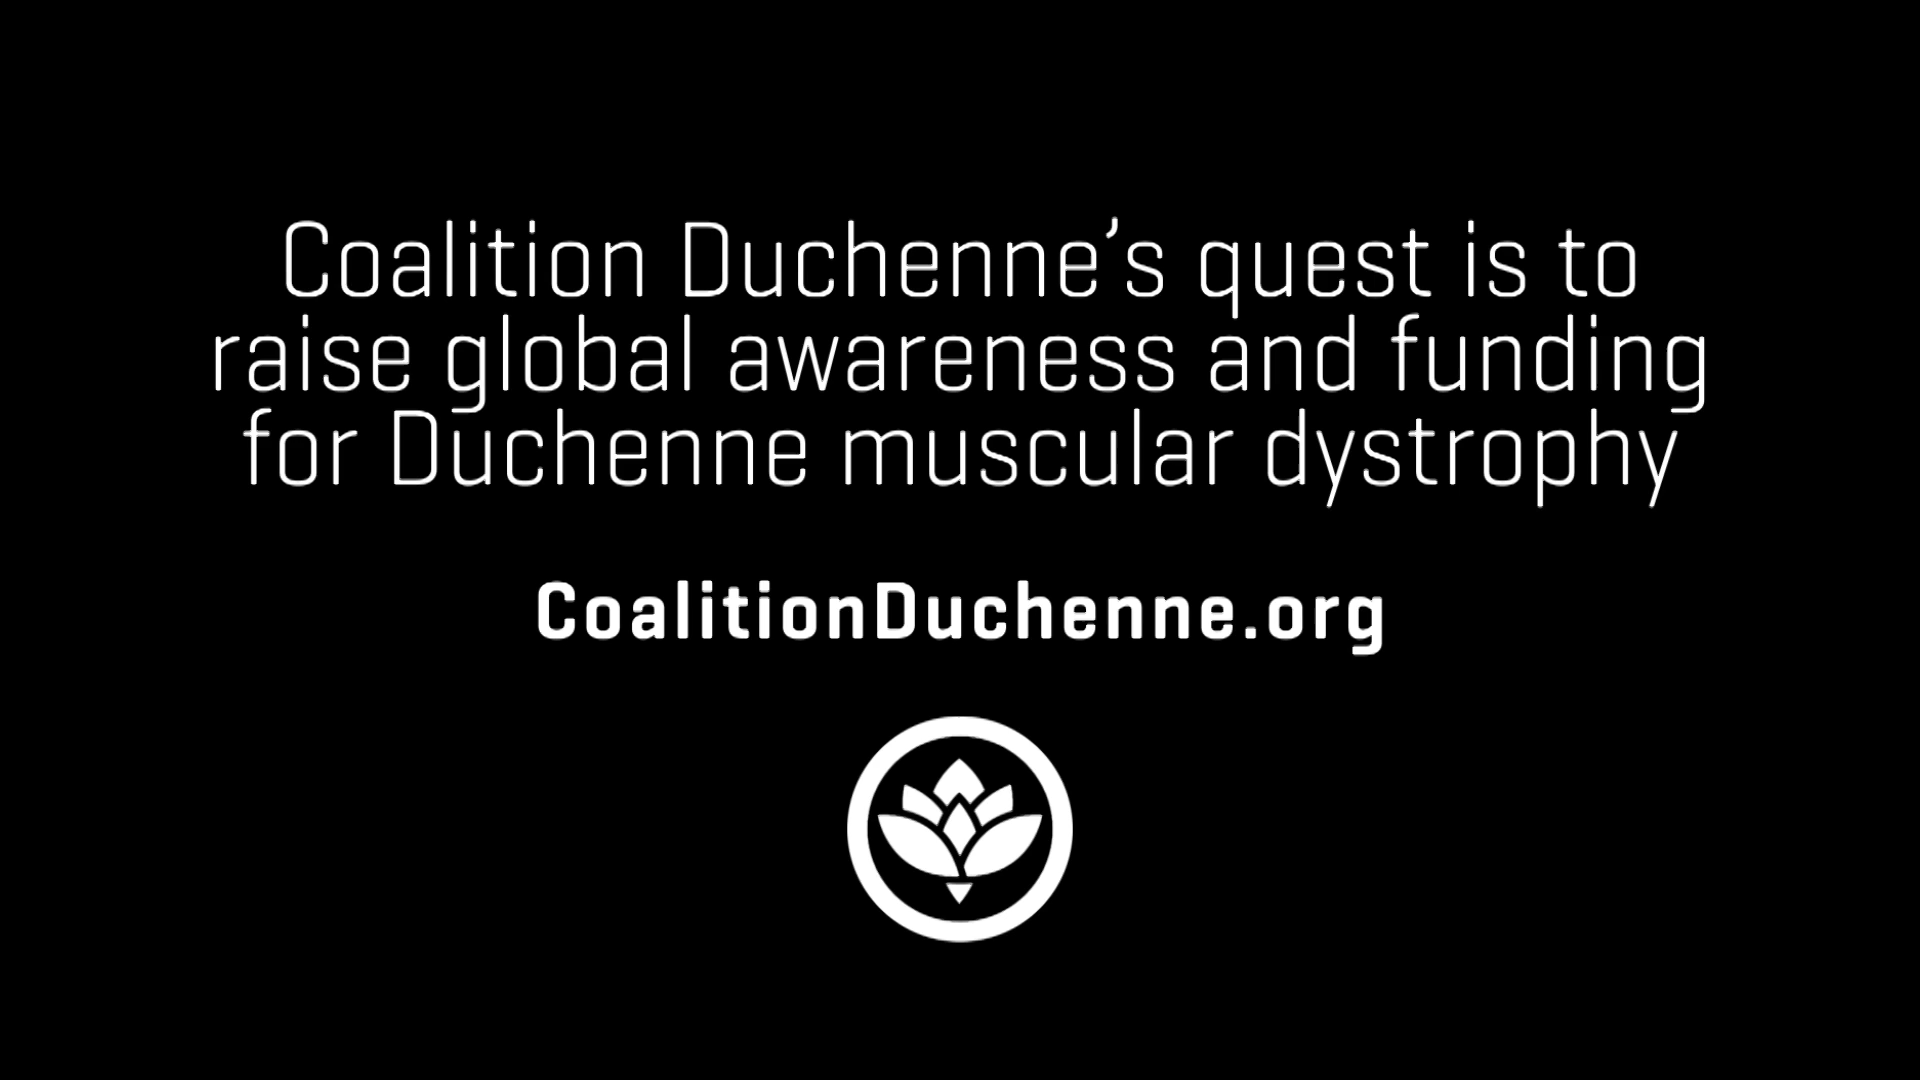 Coalition Duchenne’s quest is to
raise global awareness and funding
for Duchenne muscular dystrophy
CoalitionDuchenne.org